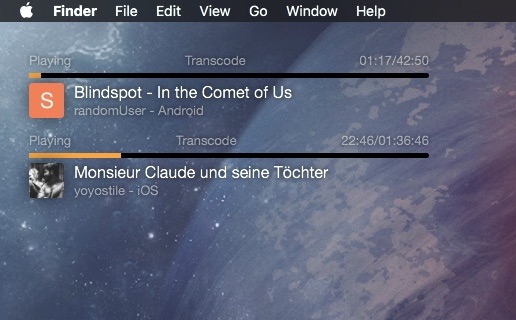 Finder File Edit View Go Window Help
Playing Transcode 01:17/42:50
S Blindspot - In the Comet of Us
randomUser - Android
Playing Transcode 22:46/01:36:46
Monsieur Claude und seine Töchter
yoyostile - iOS